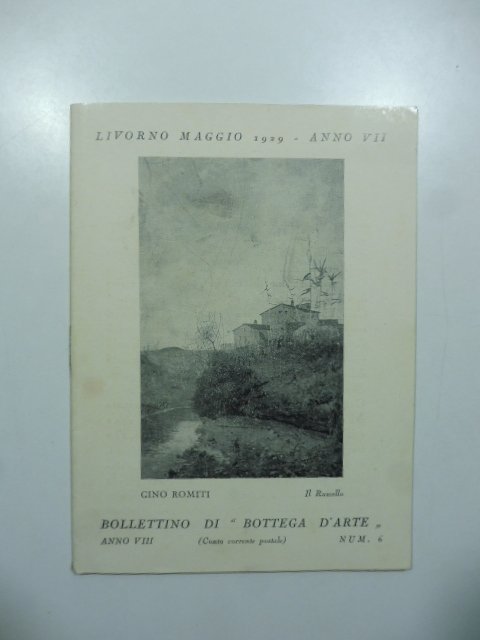 LIVORNO MAGGIO 1929 - ANNO VII
GINO ROMITI Il Ruscello
BOLLETTINO DI " BOTTEGA D'ARTE „
ANNO VIII (Conto corrente postale) NUM. 6